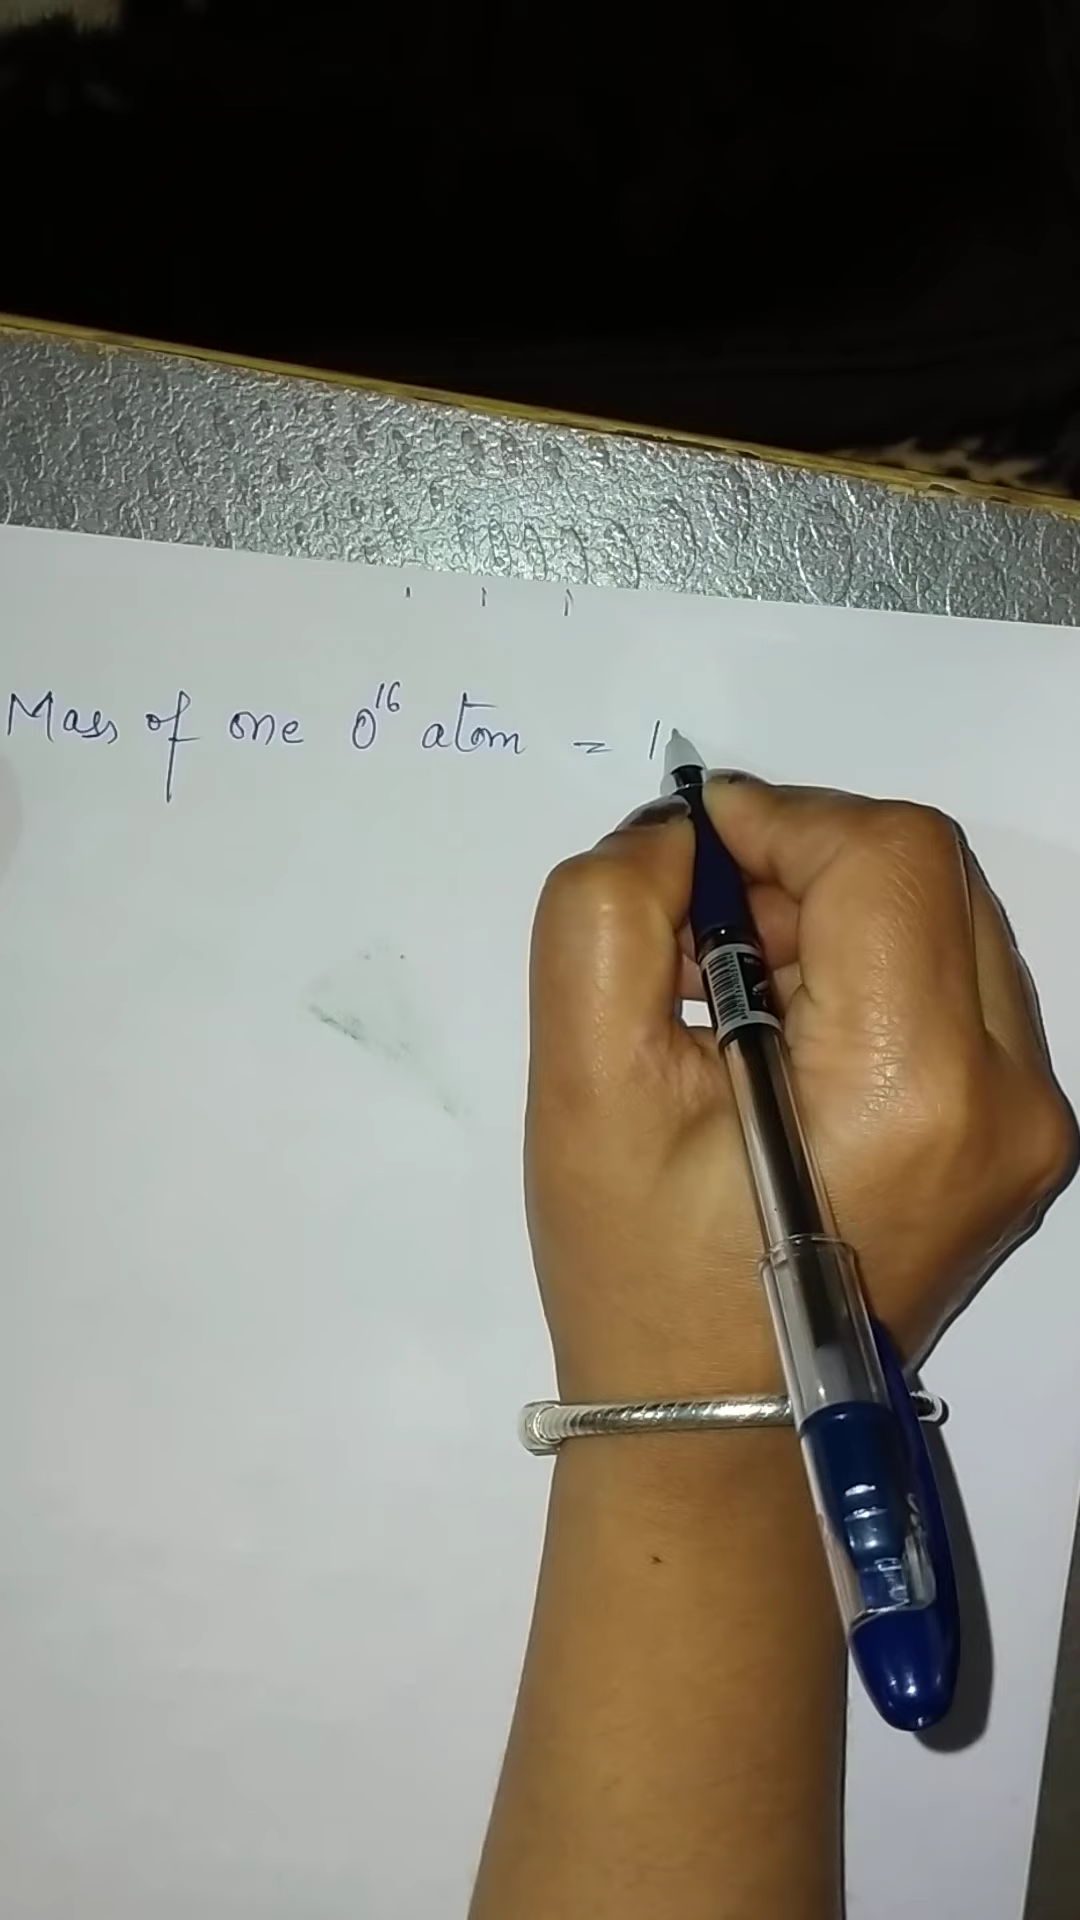 Mass of one O¹⁶ atom = 1